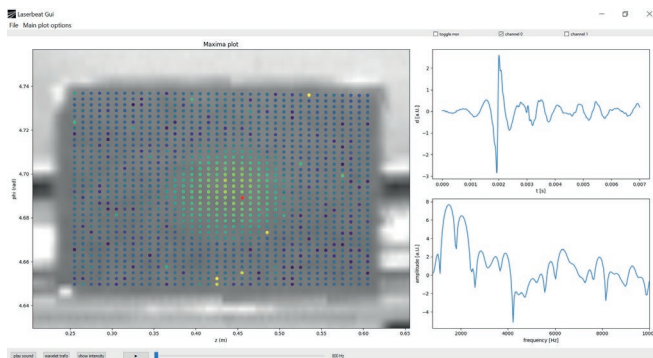 Laserbeat Gui
File Main plot options
toggle mic channel 0 channel 1
Maxima plot
4.74
4.72
4.70
4.68
4.66
4.64
phi (rad)
0.25 0.30 0.35 0.40 0.45 0.50 0.55 0.60 0.65
z (m)
2
1
0
−1
−2
−3
0.000 0.001 0.002 0.003 0.004 0.005 0.006 0.007
t [s]
8
6
4
2
0
−2
−4
amplitude [a.u.]
2000 4000 6000 8000 1000
frequency [Hz]
play sound wavelet trafo show intensity
800 Hz